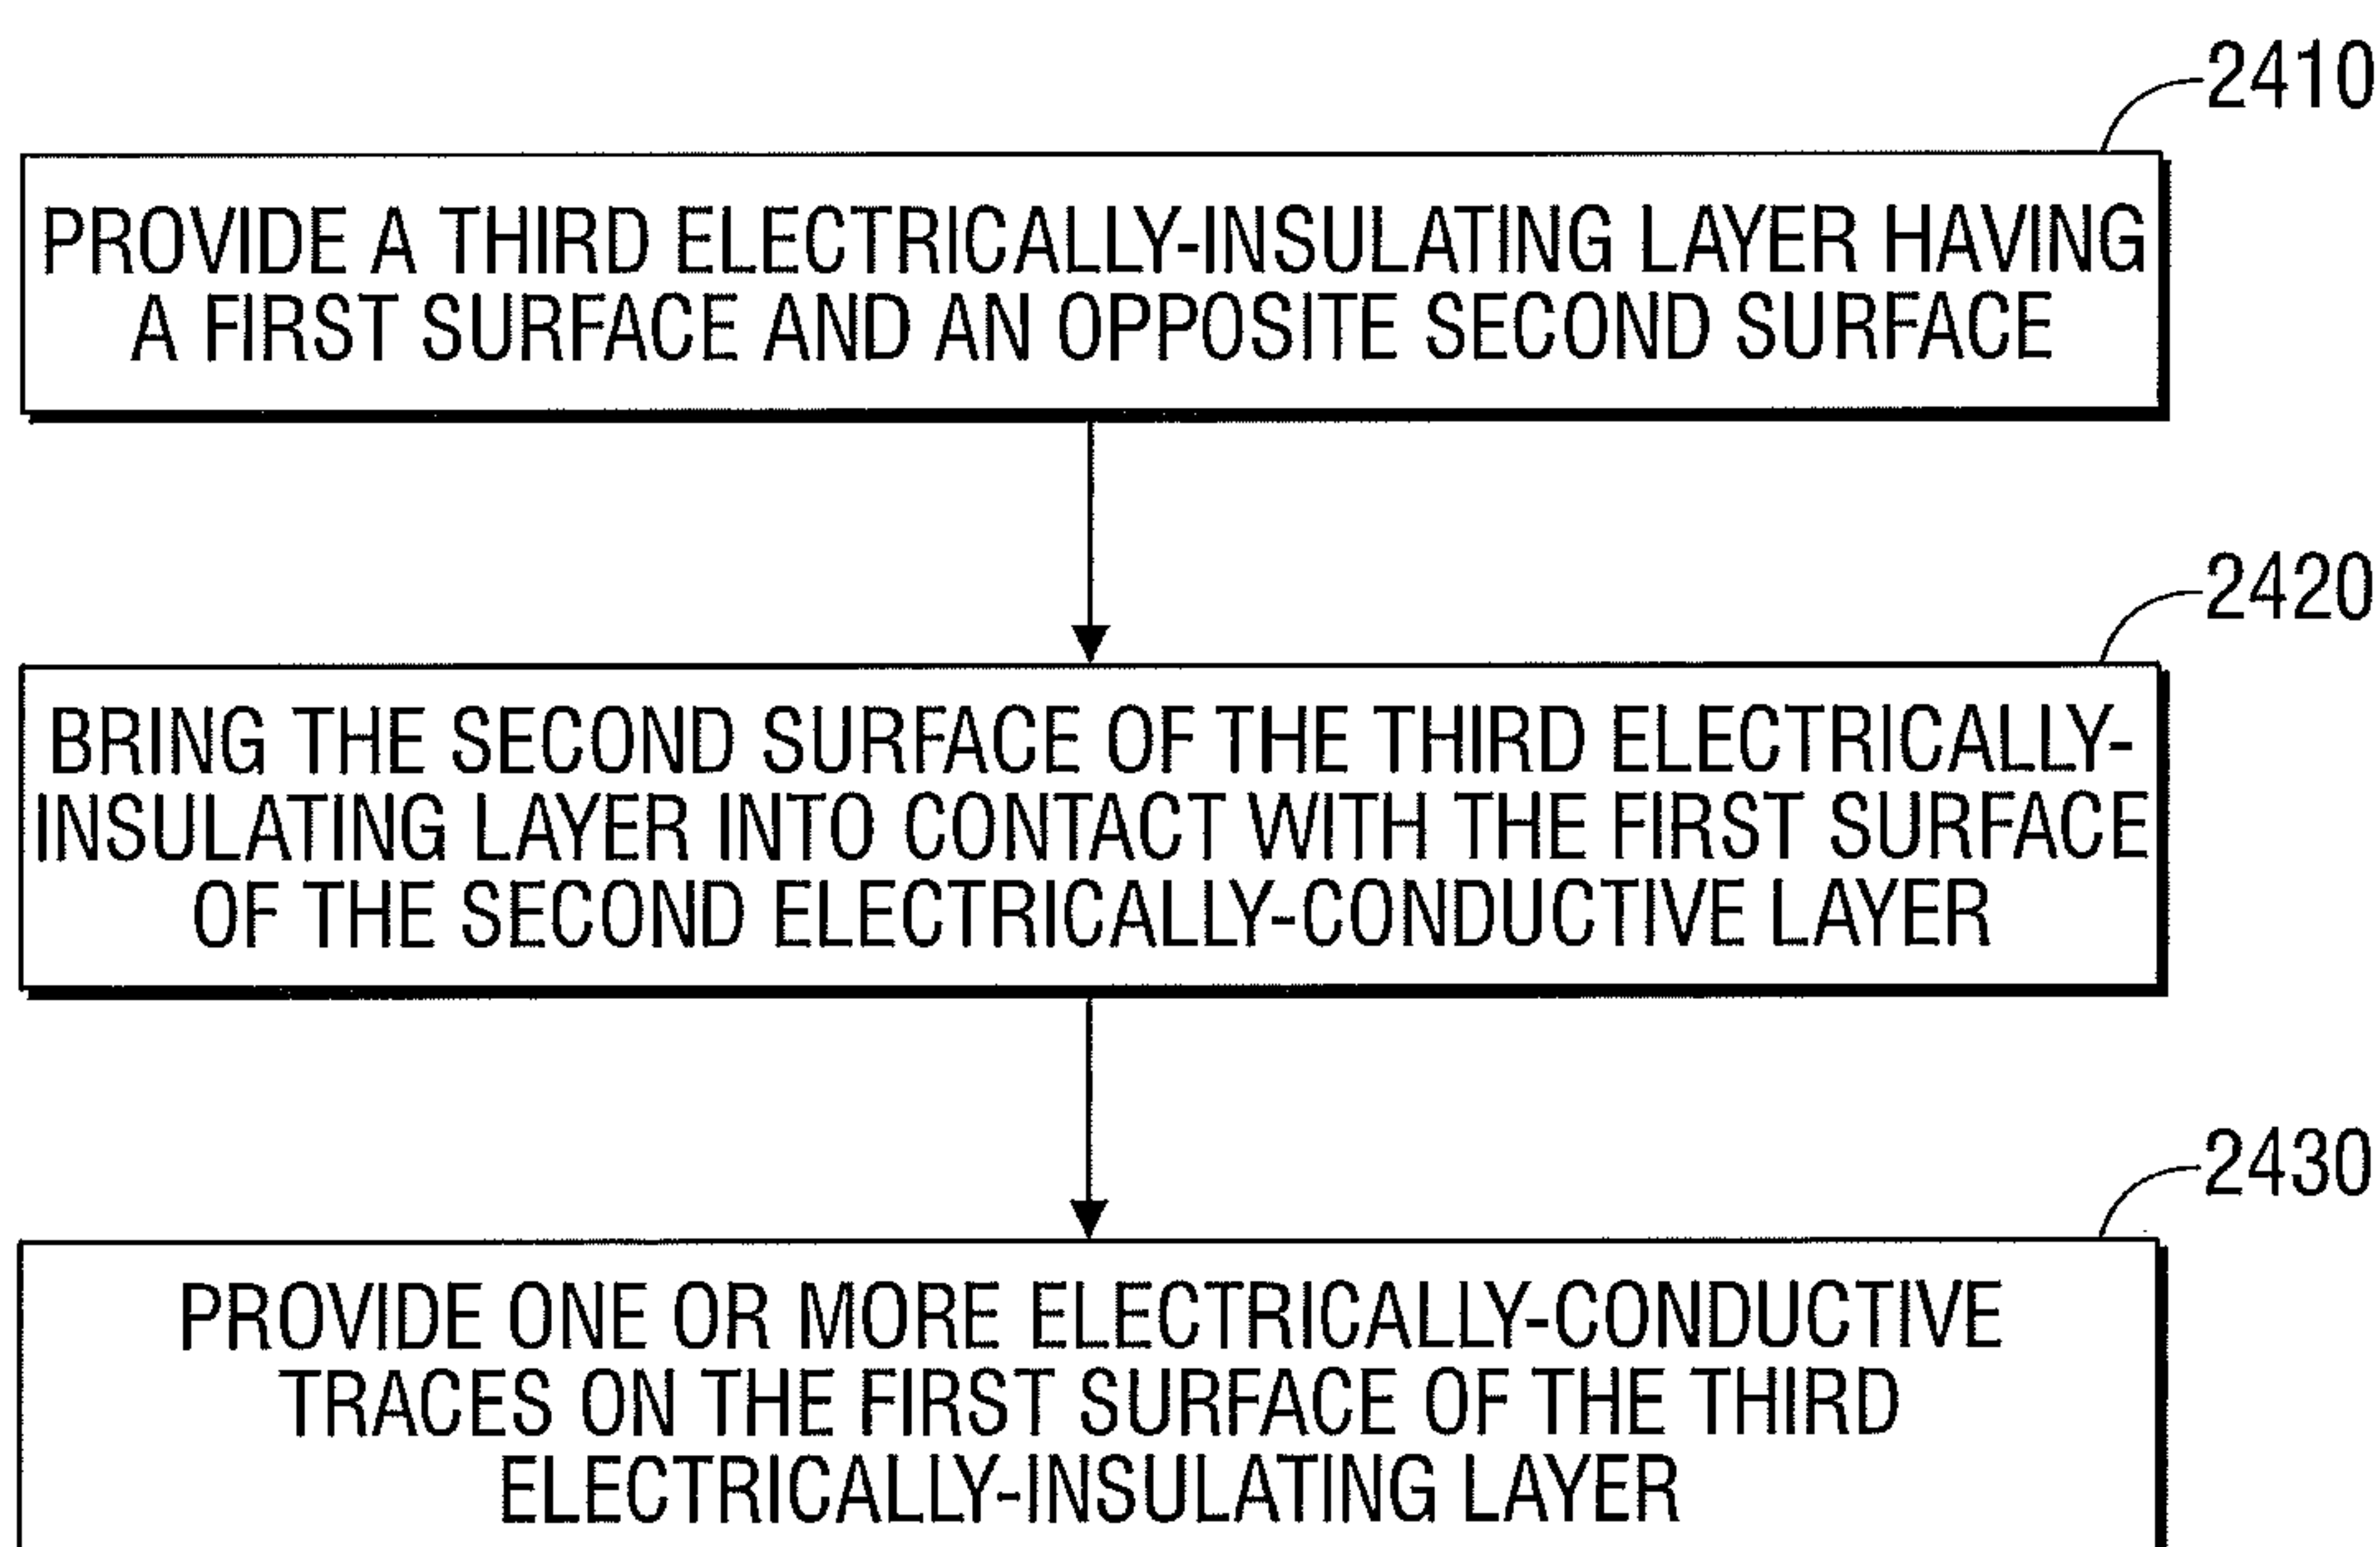 2410
PROVIDE A THIRD ELECTRICALLY-INSULATING LAYER HAVING
A FIRST SURFACE AND AN OPPOSITE SECOND SURFACE
2420
BRING THE SECOND SURFACE OF THE THIRD ELECTRICALLY-
INSULATING LAYER INTO CONTACT WITH THE FIRST SURFACE
OF THE SECOND ELECTRICALLY-CONDUCTIVE LAYER
2430
PROVIDE ONE OR MORE ELECTRICALLY-CONDUCTIVE
TRACES ON THE FIRST SURFACE OF THE THIRD
ELECTRICALLY-INSULATING LAYER